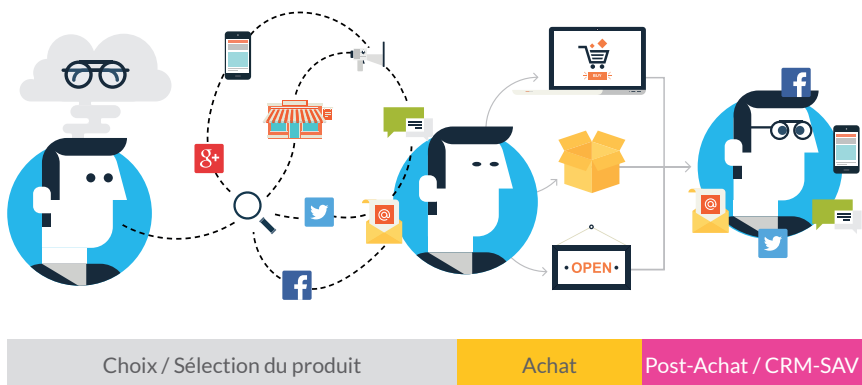 g+
@
BUY
OPEN
@
Choix / Sélection du produit
Achat
Post-Achat / CRM-SAV